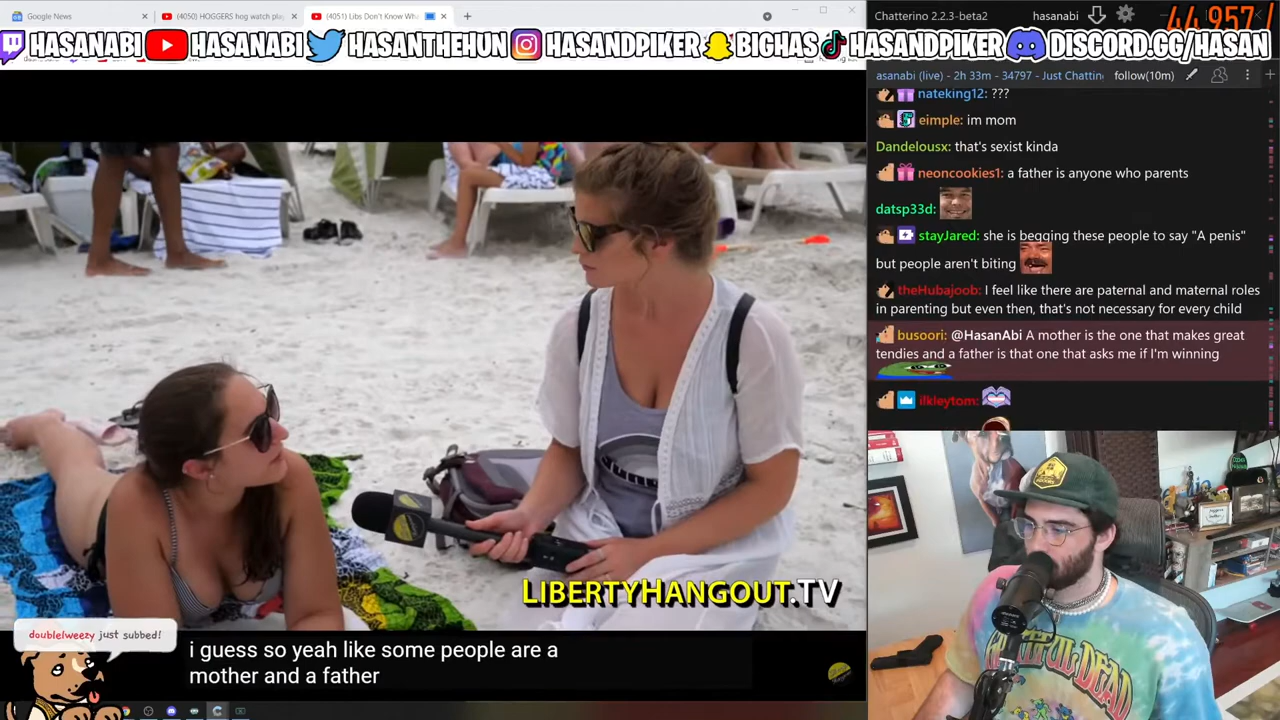 Google News
(4050) HOGGERS hog watch play
(4051) Libs Don't Know Wha
HASANABI
HASANABI
HASANTHEHUN
HASANDPIKER
BIGHAS
HASANDPIKER
DISCORD.GG/HASAN
Chatterino 2.2.3-beta2
hasanabi
44,957 /
asanabi (live) - 2h 33m - 34797 - Just Chattin
follow(10m)
nateking12: ???
eimple: im mom
Dandelousx: that's sexist kinda
neoncookies1: a father is anyone who parents
datsp33d:
stayJared: she is begging these people to say "A penis"
but people aren't biting
theHubajoob: I feel like there are paternal and maternal roles
in parenting but even then, that's not necessary for every child
busoori: @HasanAbi A mother is the one that makes great
tendies and a father is that one that asks me if I'm winning
ilkleytom:
LIBERTYHANGOUT.TV
doublelweezy just subbed!
i guess so yeah like some people are a
mother and a father